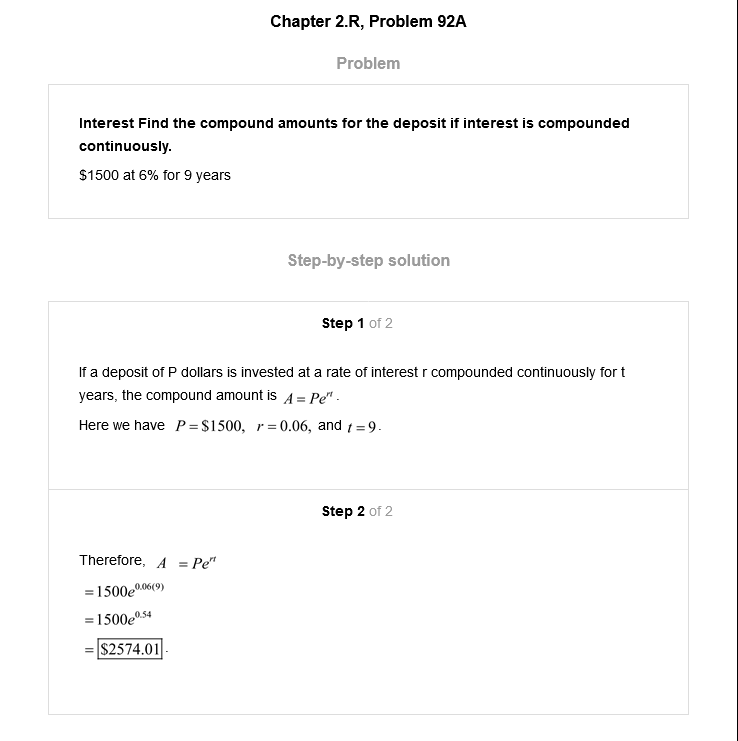 Chapter 2.R, Problem 92A
Problem
Interest Find the compound amounts for the deposit if interest is compounded
continuously.
$1500 at 6% for 9 years
Step-by-step solution
Step 1 of 2
If a deposit of P dollars is invested at a rate of interest r compounded continuously for t
years, the compound amount is A = Pe^{rt} .
Here we have P = $1500, r = 0.06, and t = 9.
Step 2 of 2
Therefore, A = Pe^{rt}
= 1500e^{0.06(9)}
= 1500e^{0.54}
= $2574.01.